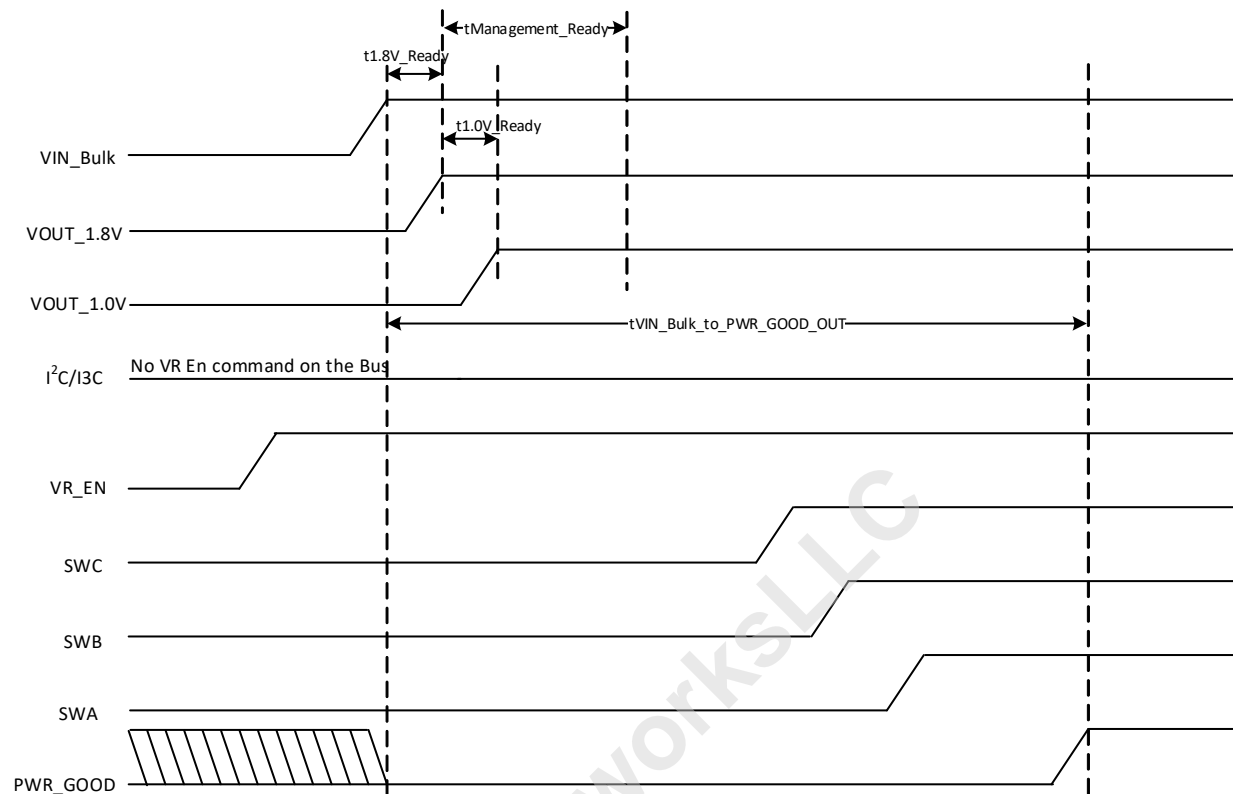 tManagement_Ready
t1.8V_Ready
t1.0V_Ready
VIN_Bulk
VOUT_1.8V
VOUT_1.0V
tVIN_Bulk_to_PWR_GOOD_OUT
No VR En command on the Bus
I²C/I3C
VR_EN
SWC
SWB
SWA
PWR_GOOD
worksLLC